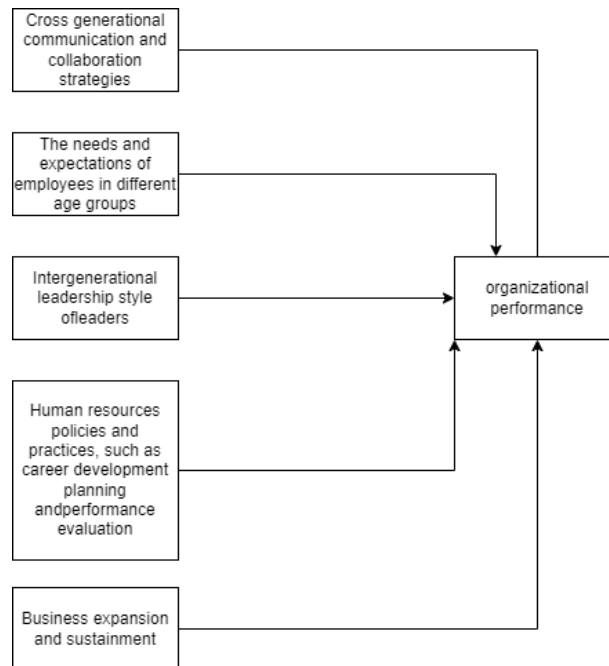 Cross generational
communication and
collaboration
strategies
The needs and
expectations of
employees in different
age groups
Intergenerational
leadership style
ofleaders
organizational
performance
Human resources
policies and
practices, such as
career development
planning
andperformance
evaluation
Business expansion
and sustainment